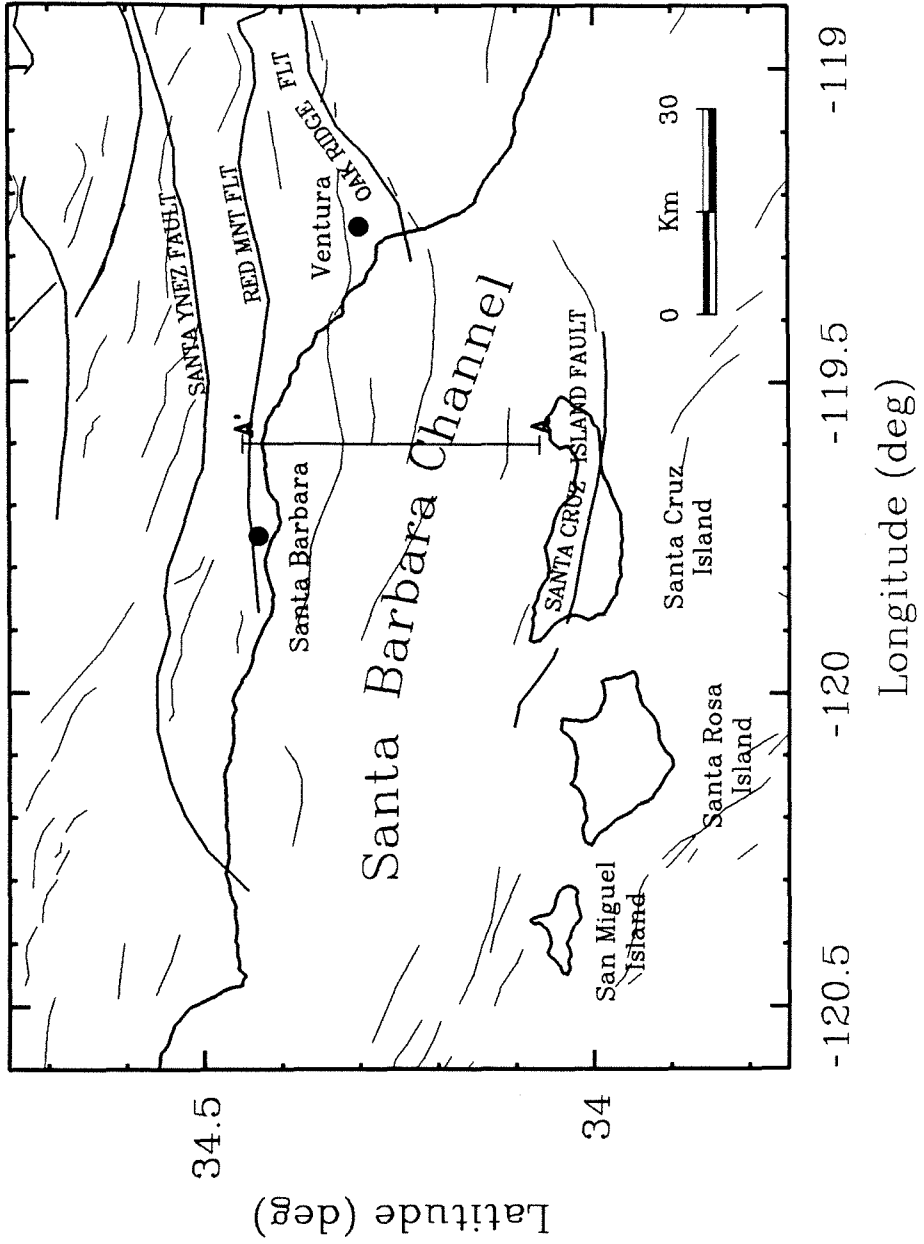 SANTA YNEZ FAULT
RED MNT FLT
OAK RIDGE FLT
Ventura
A'
Santa Barbara
Santa Barbara Channel
A
SANTA CRUZ ISLAND FAULT
Santa Cruz
Island
Santa Rosa
Island
San Miguel
Island
0 Km 30
34.5
34
Latitude (deg)
-120.5
-120
-119.5
-119
Longitude (deg)